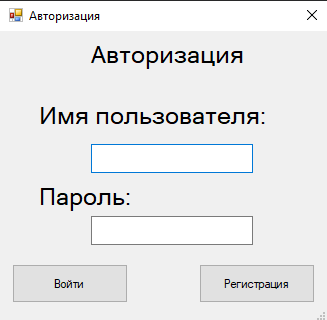 Авторизация
Авторизация
Имя пользователя:
Пароль:
Войти
Регистрация